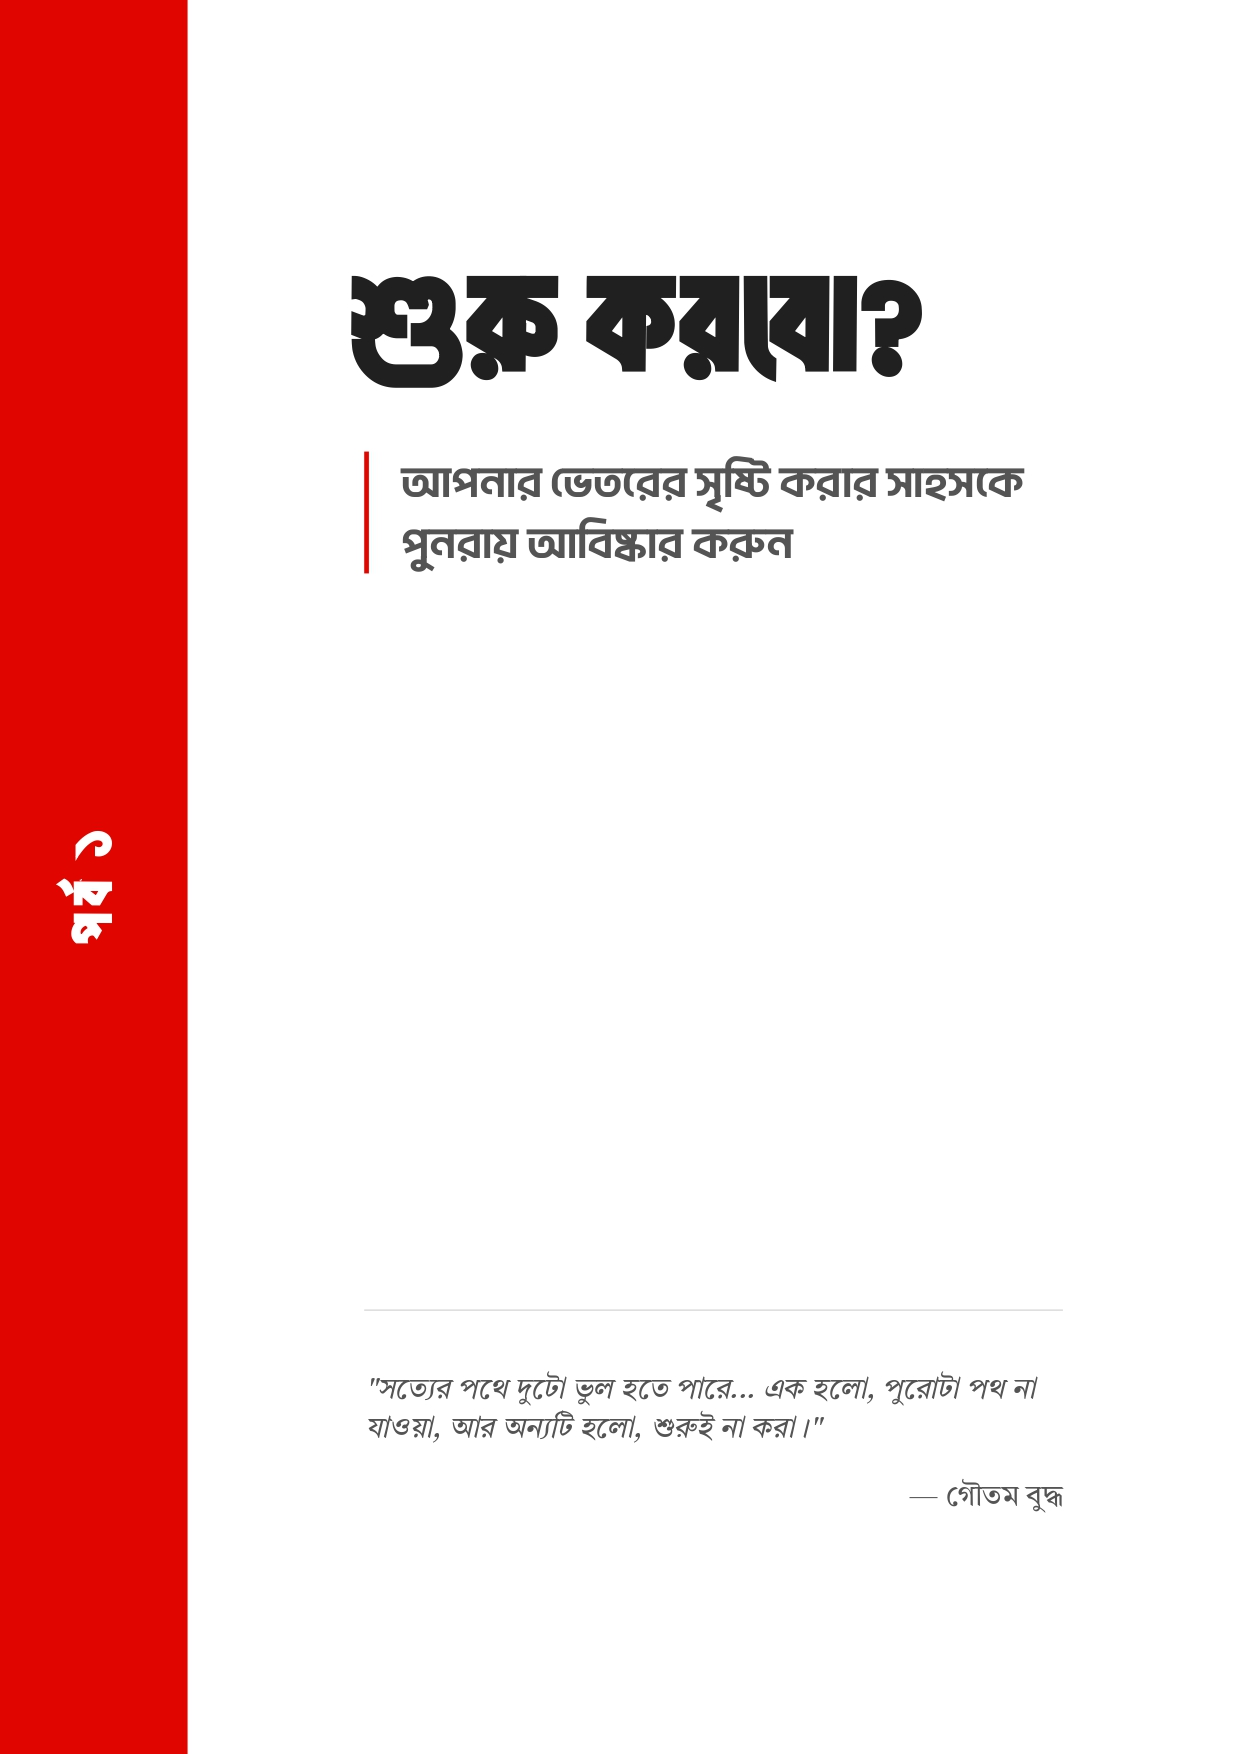 পর্ব ১
শুরু করবো?
আপনার ভেতরের সৃষ্টি করার সাহসকে
পুনরায় আবিষ্কার করুন
"সত্যের পথে দুটো ভুল হতে পারে... এক হলো, পুরোটা পথ না
যাওয়া, আর অন্যটি হলো, শুরুই না করা।"
— গৌতম বুদ্ধ